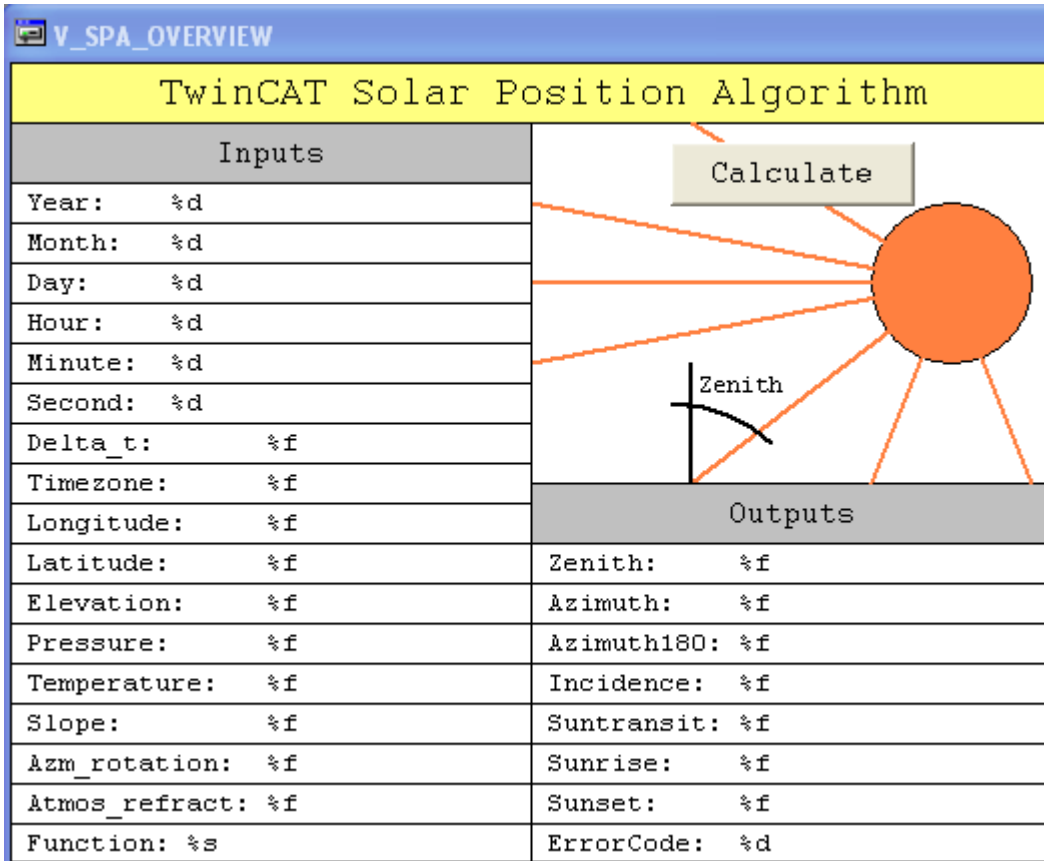 V_SPA_OVERVIEW
TwinCAT Solar Position Algorithm
Inputs
Year: %d
Month: %d
Day: %d
Hour: %d
Minute: %d
Second: %d
Delta_t: %f
Timezone: %f
Longitude: %f
Latitude: %f
Elevation: %f
Pressure: %f
Temperature: %f
Slope: %f
Azm_rotation: %f
Atmos_refract: %f
Function: %s
Calculate
Zenith
Outputs
Zenith: %f
Azimuth: %f
Azimuth180: %f
Incidence: %f
Suntransit: %f
Sunrise: %f
Sunset: %f
ErrorCode: %d